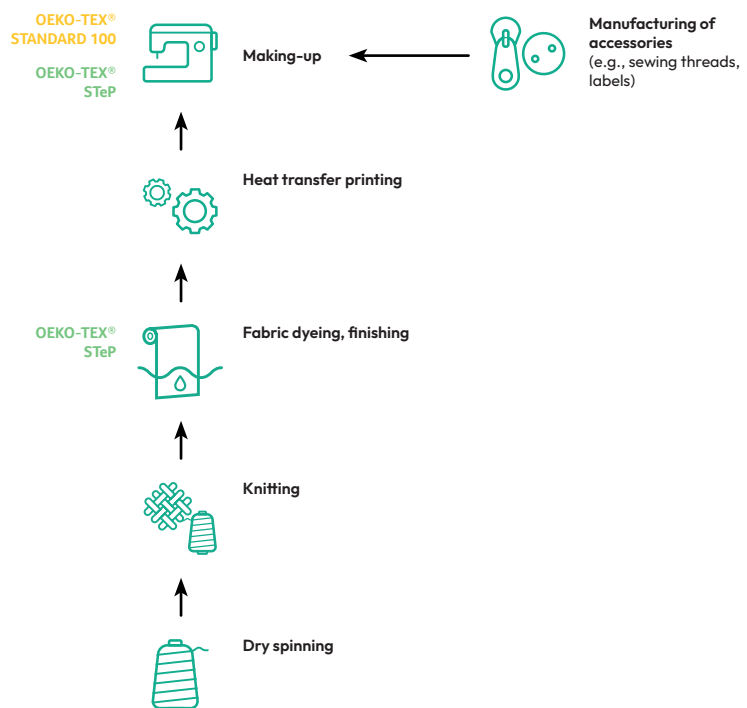 OEKO-TEX®
STANDARD 100
OEKO-TEX®
STeP
Making-up
Manufacturing of
accessories
(e.g., sewing threads,
labels)
Heat transfer printing
OEKO-TEX®
STeP
Fabric dyeing, finishing
Knitting
Dry spinning